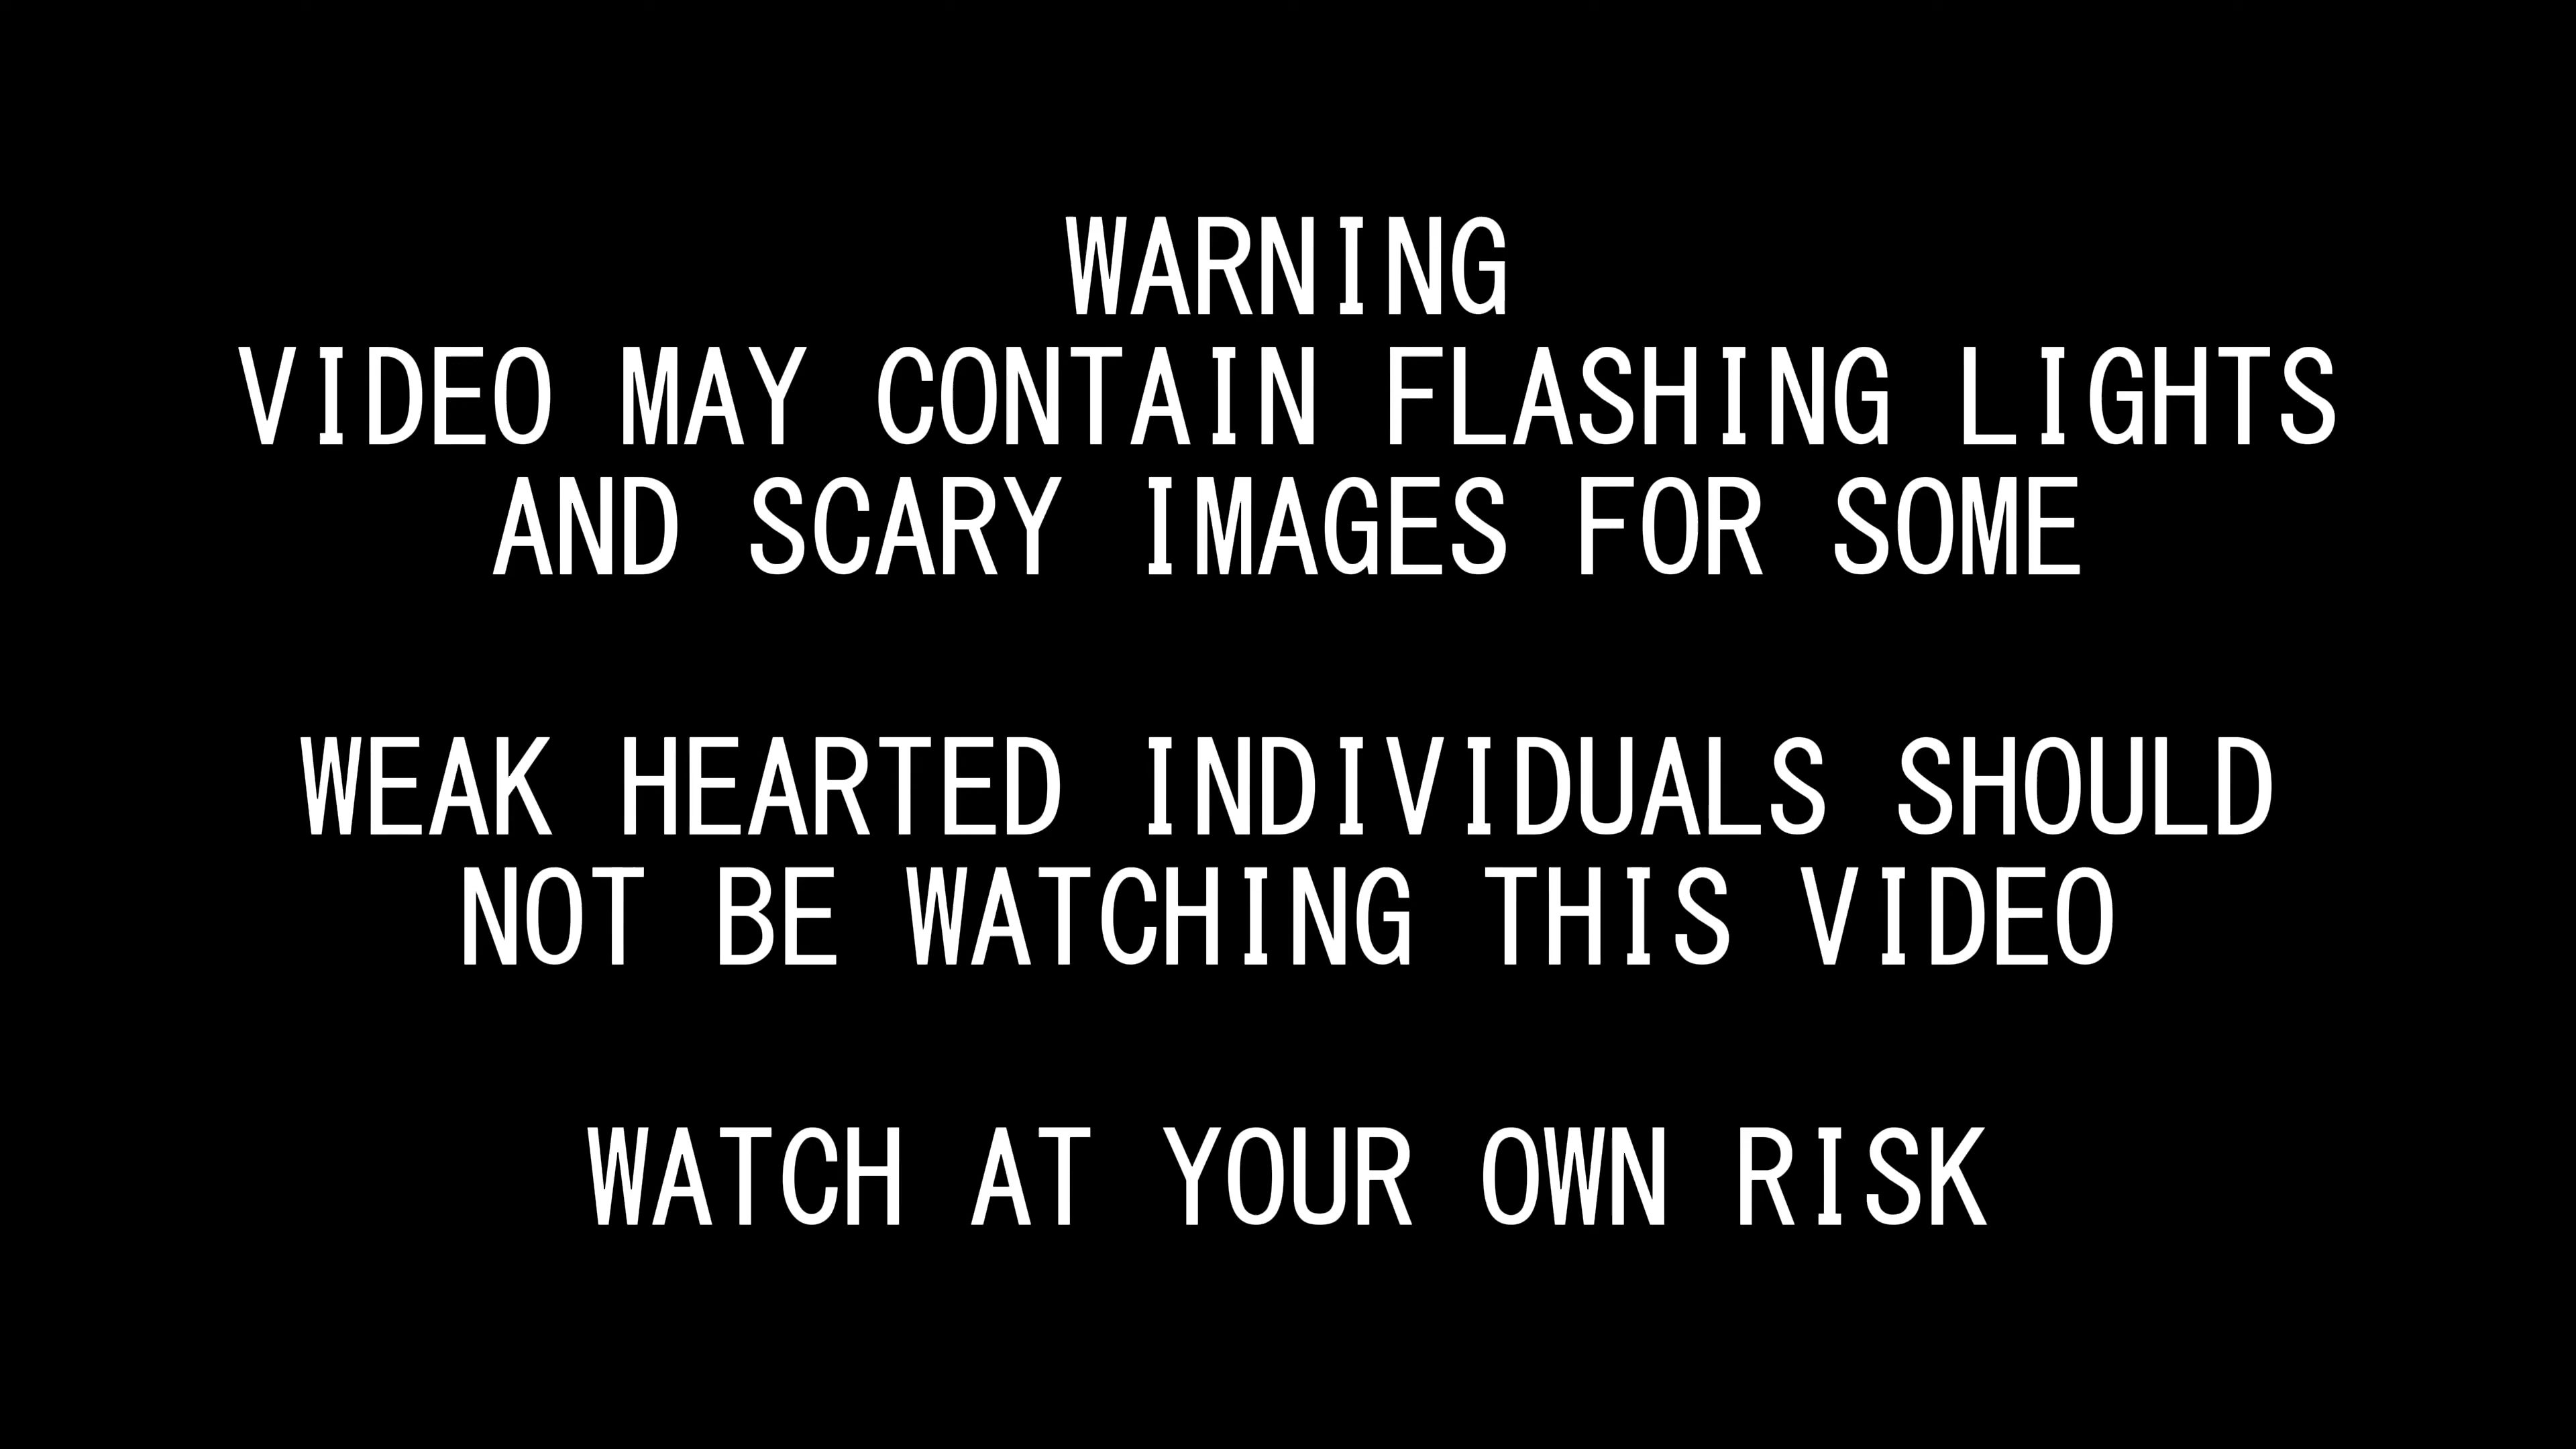 WARNING
VIDEO MAY CONTAIN FLASHING LIGHTS
AND SCARY IMAGES FOR SOME
WEAK HEARTED INDIVIDUALS SHOULD
NOT BE WATCHING THIS VIDEO
WATCH AT YOUR OWN RISK